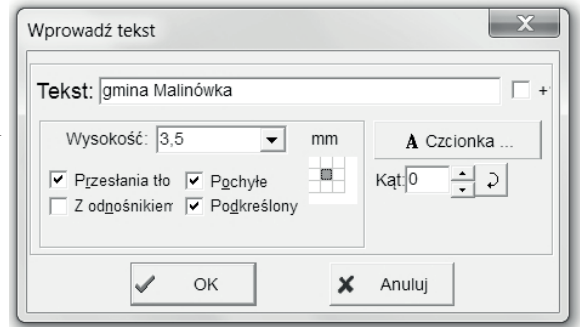 Wprowadź tekst
Tekst: gmina Malinówka +
Wysokość: 3,5 mm A Czcionka ...
Przesłania tło Pochyłe Kąt: 0
Z odnośnikiem Podkreślony
OK Anuluj